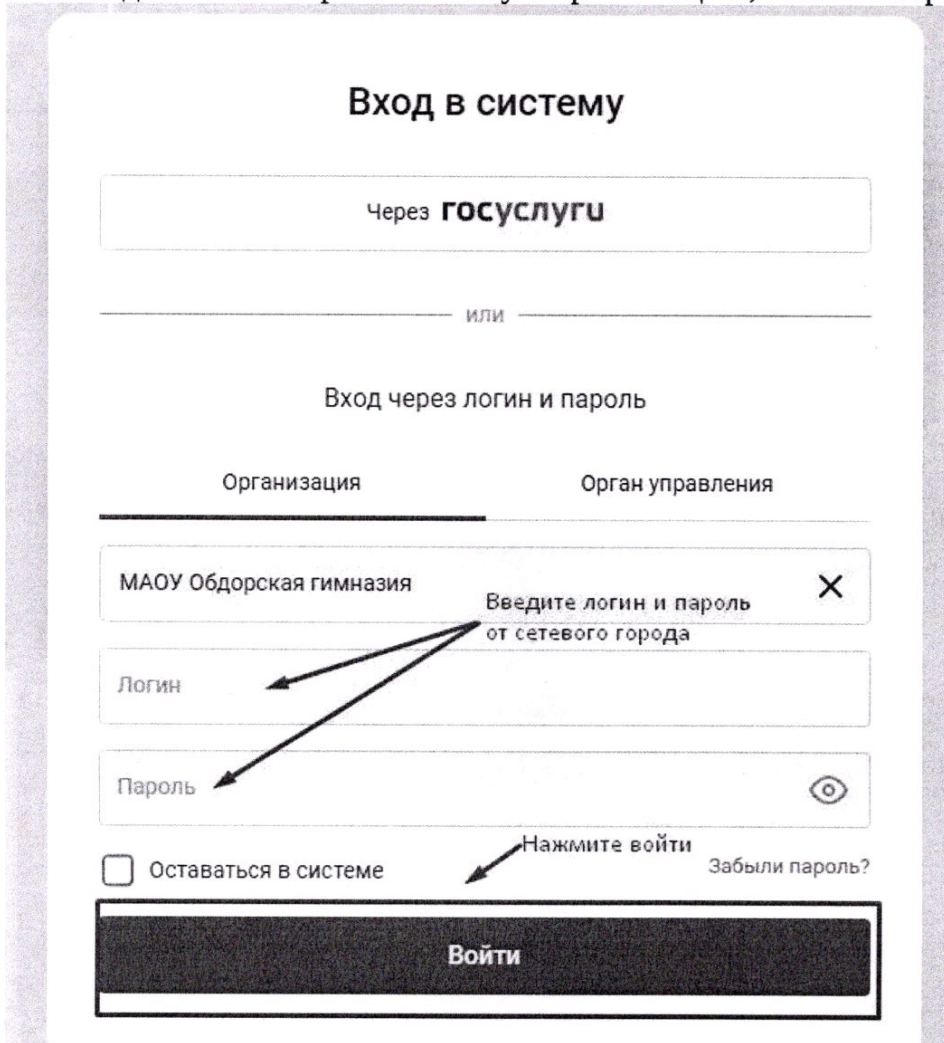 Вход в систему
Через госуслуги
или
Вход через логин и пароль
Организация
Орган управления
МАОУ Обдорская гимназия
Введите логин и пароль
от сетевого города
Логин
Пароль
Нажмите войти
Оставаться в системе
Забыли пароль?
Войти